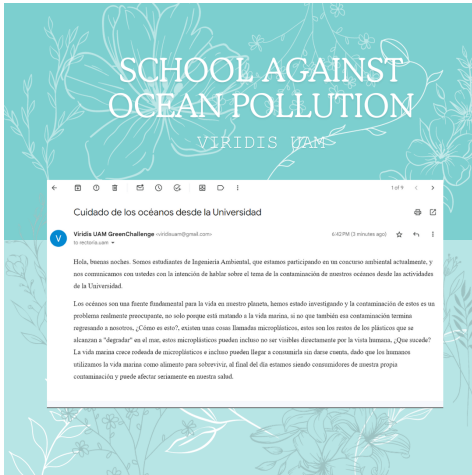 SCHOOL AGAINST
OCEAN POLLUTION
VIRIDIS UAM
1 of 9
Cuidado de los océanos desde la Universidad
V
Viridis UAM GreenChallenge <viridisuam@gmail.com>
6:42 PM (3 minutes ago)
to rectoria.uam
Hola, buenas noches. Somos estudiantes de Ingeniería Ambiental, que estamos participando en un concurso ambiental actualmente, y
nos comunicamos con ustedes con la intención de hablar sobre el tema de la contaminación de nuestros océanos desde las actividades
de la Universidad.
Los océanos son una fuente fundamental para la vida en nuestro planeta, hemos estado investigando y la contaminación de estos es un
problema realmente preocupante, no solo porque está matando a la vida marina, si no que también esa contaminación termina
regresando a nosotros, ¿Cómo es esto?, existen unas cosas llamadas microplásticos, estos son los restos de los plásticos que se
alcanzan a "degradar" en el mar, estos microplásticos pueden incluso no ser visibles directamente por la vista humana, ¿Que sucede?
La vida marina crece rodeada de microplásticos e incluso pueden llegar a consumirla sin darse cuenta, dado que los humanos
utilizamos la vida marina como alimento para sobrevivir, al final del día estamos siendo consumidores de nuestra propia
contaminación y puede afectar seriamente en nuestra salud.